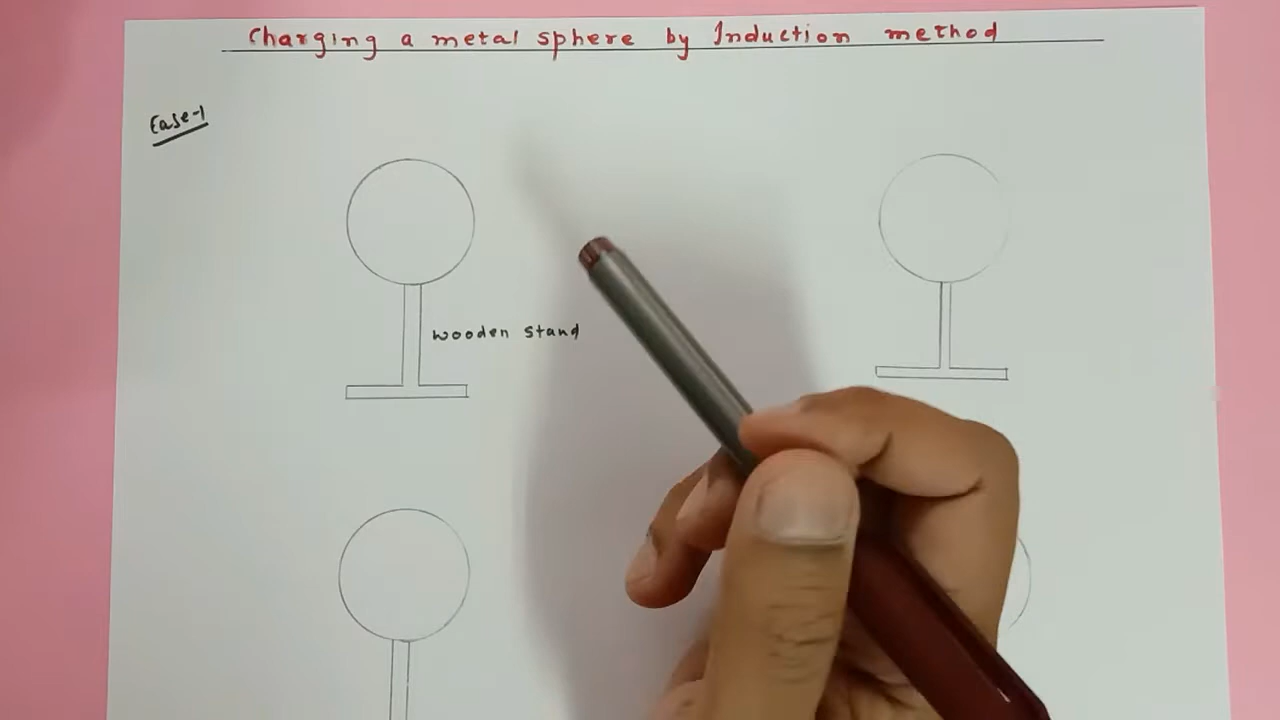 Charging a metal sphere by Induction method
Case-1
wooden stand